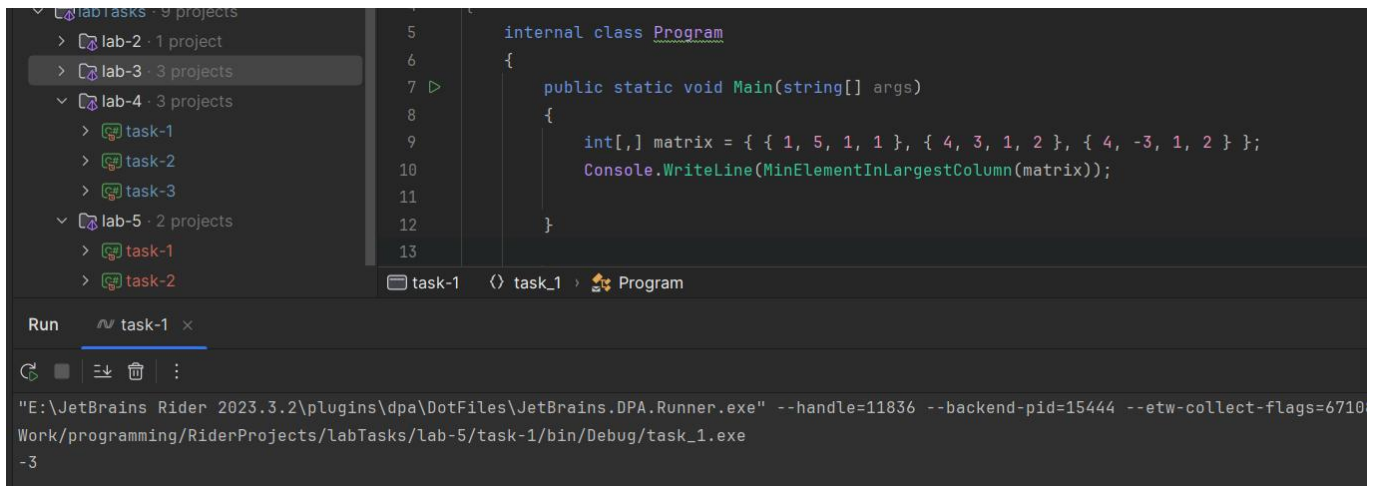 labTasks · 9 projects
lab-2 · 1 project
lab-3 · 3 projects
lab-4 · 3 projects
task-1
task-2
task-3
lab-5 · 2 projects
task-1
task-2
4 {
5 internal class Program
6 {
7 public static void Main(string[] args)
8 {
9 int[,] matrix = { { 1, 5, 1, 1 }, { 4, 3, 1, 2 }, { 4, -3, 1, 2 } };
10 Console.WriteLine(MinElementInLargestColumn(matrix));
11
12 }
13
task-1 task_1 › Program
Run task-1 ×
"E:\JetBrains Rider 2023.3.2\plugins\dpa\DotFiles\JetBrains.DPA.Runner.exe" --handle=11836 --backend-pid=15444 --etw-collect-flags=6710
Work/programming/RiderProjects/labTasks/lab-5/task-1/bin/Debug/task_1.exe
-3